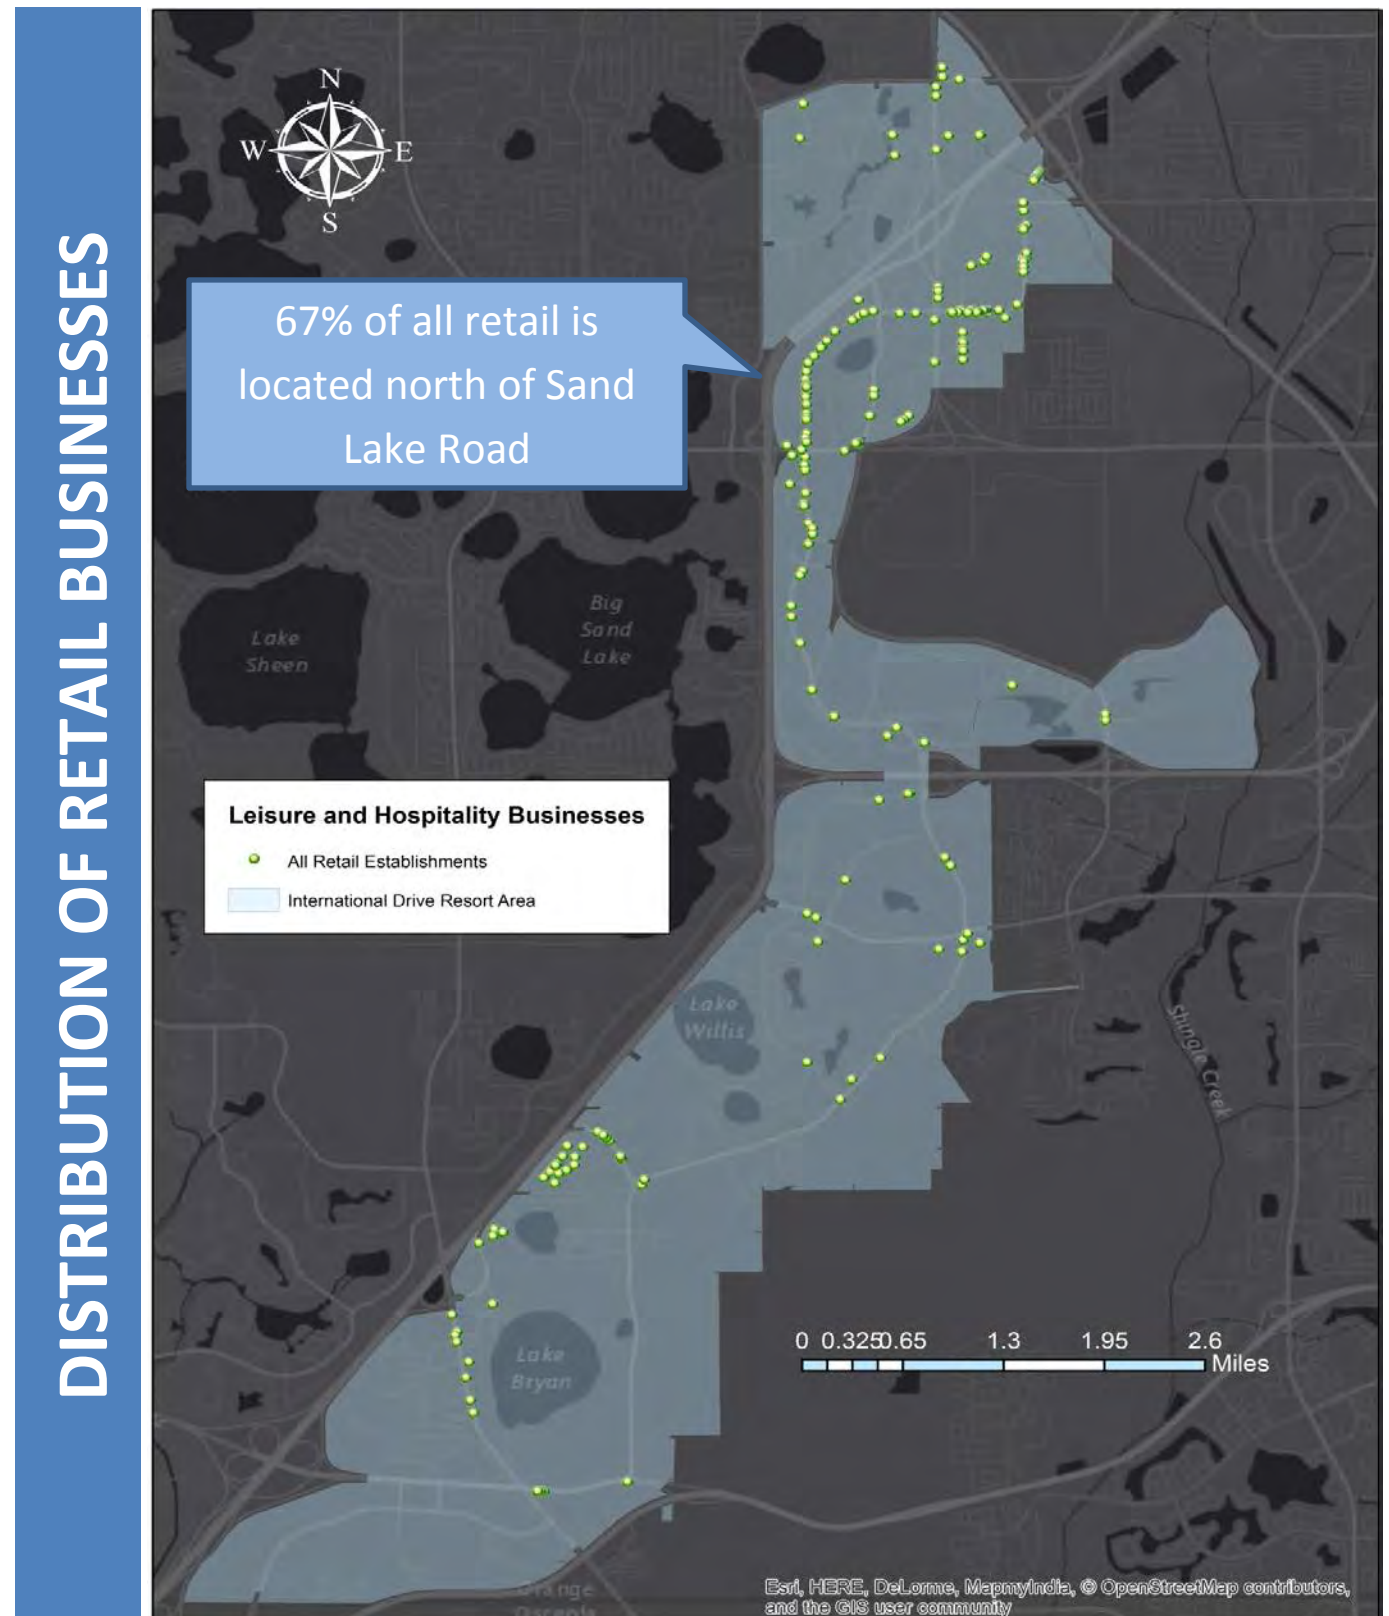 DISTRIBUTION OF RETAIL BUSINESSES
N
W
E
S
67% of all retail is
located north of Sand
Lake Road
Big
Sand
Lake
Lake
Sheen
Leisure and Hospitality Businesses
All Retail Establishments
International Drive Resort Area
Lake
Willis
Shingle Creek
Lake
Bryan
0 0.325 0.65 1.3 1.95 2.6
Miles
Orange
Osceola
Esri, HERE, DeLorme, MapmyIndia, © OpenStreetMap contributors,
and the GIS user community